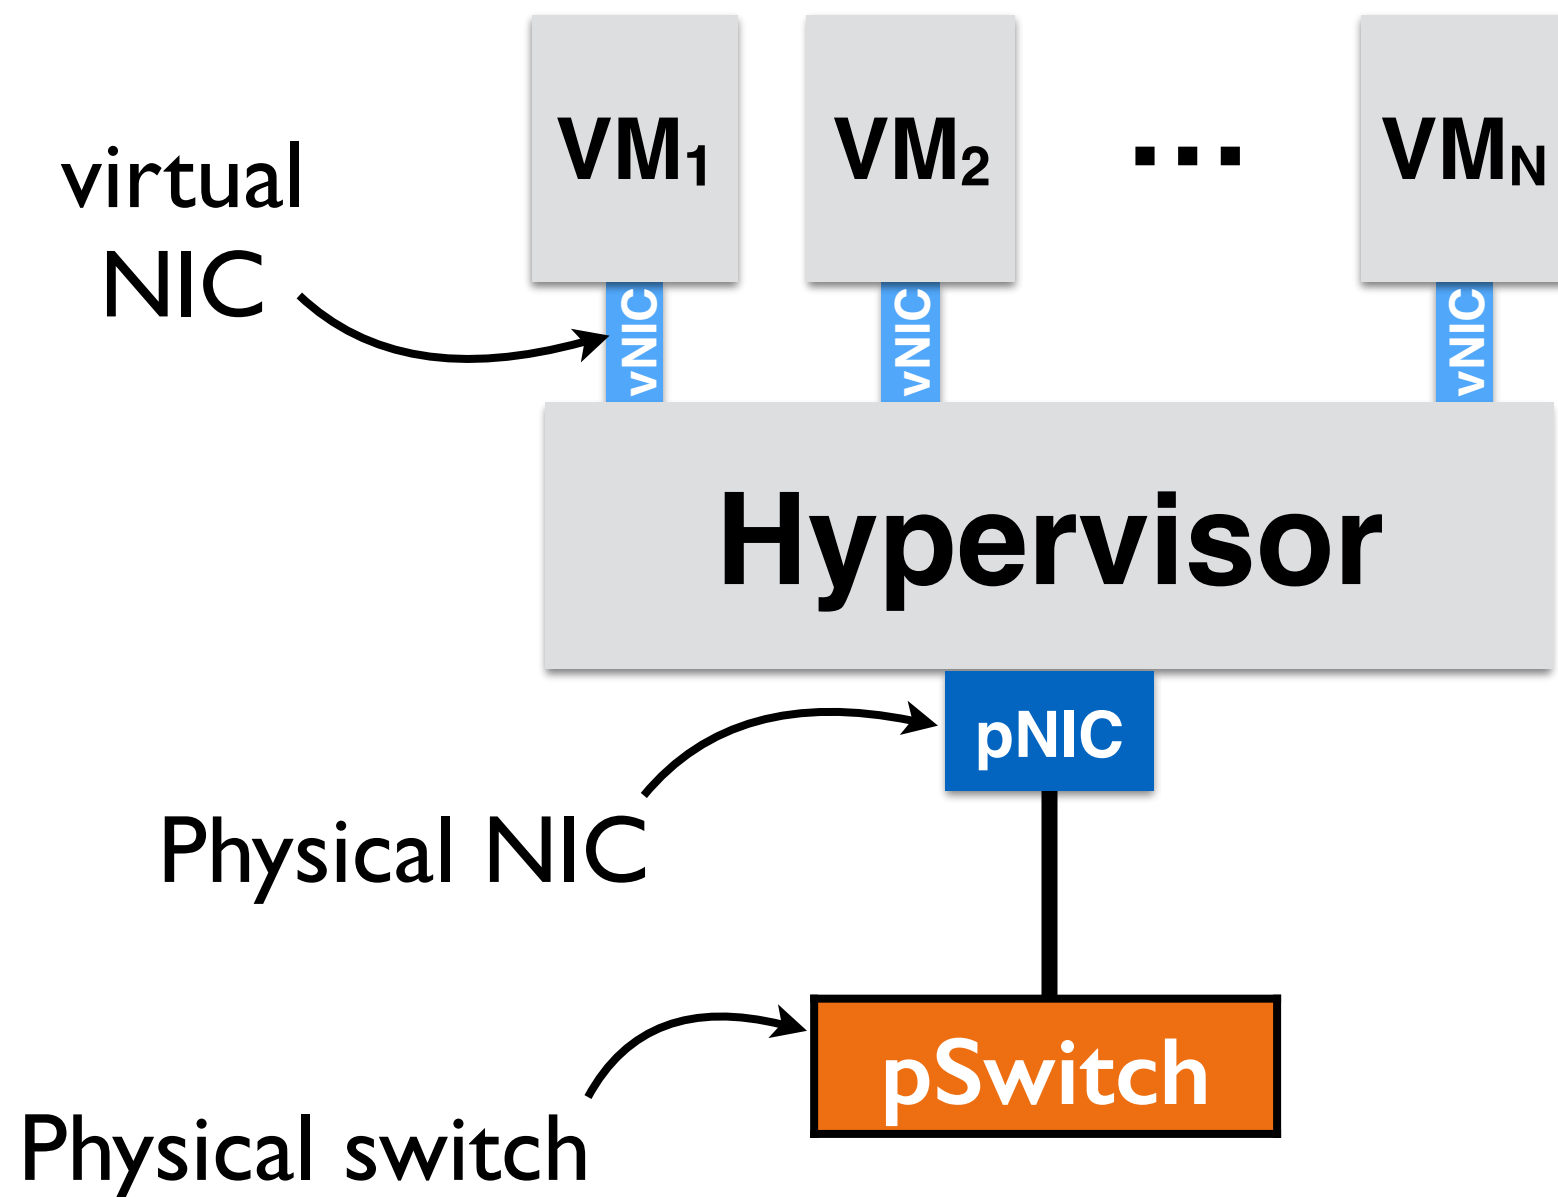 VM₁ VM₂ ... VMN
virtual
NIC
vNIC vNIC vNIC
Hypervisor
pNIC
Physical NIC
pSwitch
Physical switch